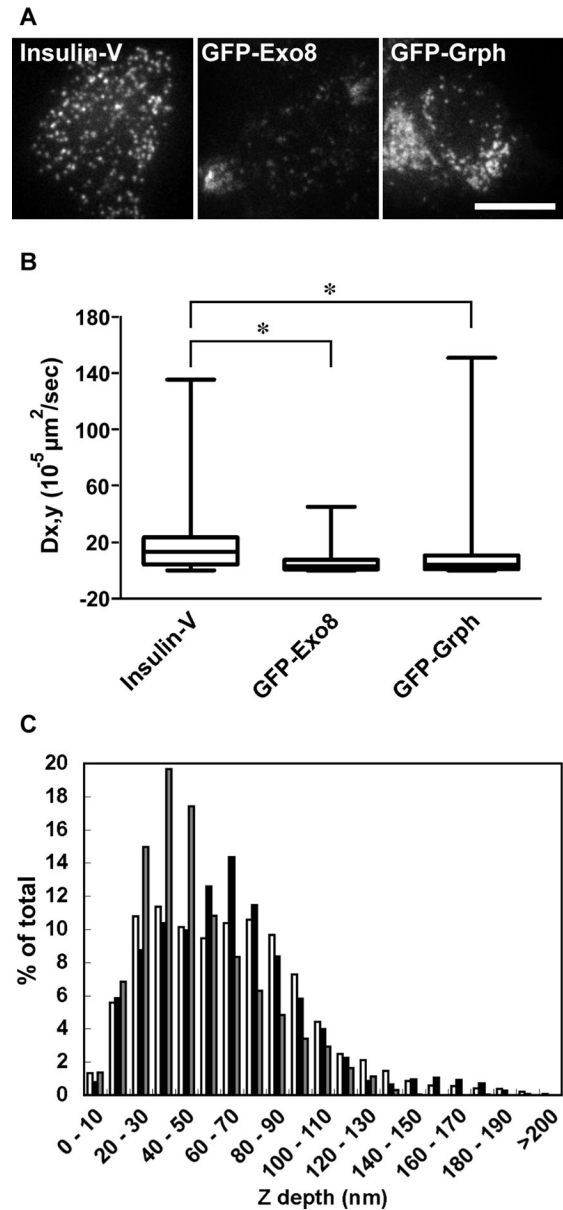 A
Insulin-V GFP-Exo8 GFP-Grph
B
* *
Dx,y (10⁻⁵ µm²/sec)
180
140
100
60
20
-20
Insulin-V GFP-Exo8 GFP-Grph
C
% of total
20
18
16
14
12
10
8
6
4
2
0
0 - 10 20 - 30 40 - 50 60 - 70 80 - 90 100 - 110 120 - 130 140 - 150 160 - 170 180 - 190 >200
Z depth (nm)